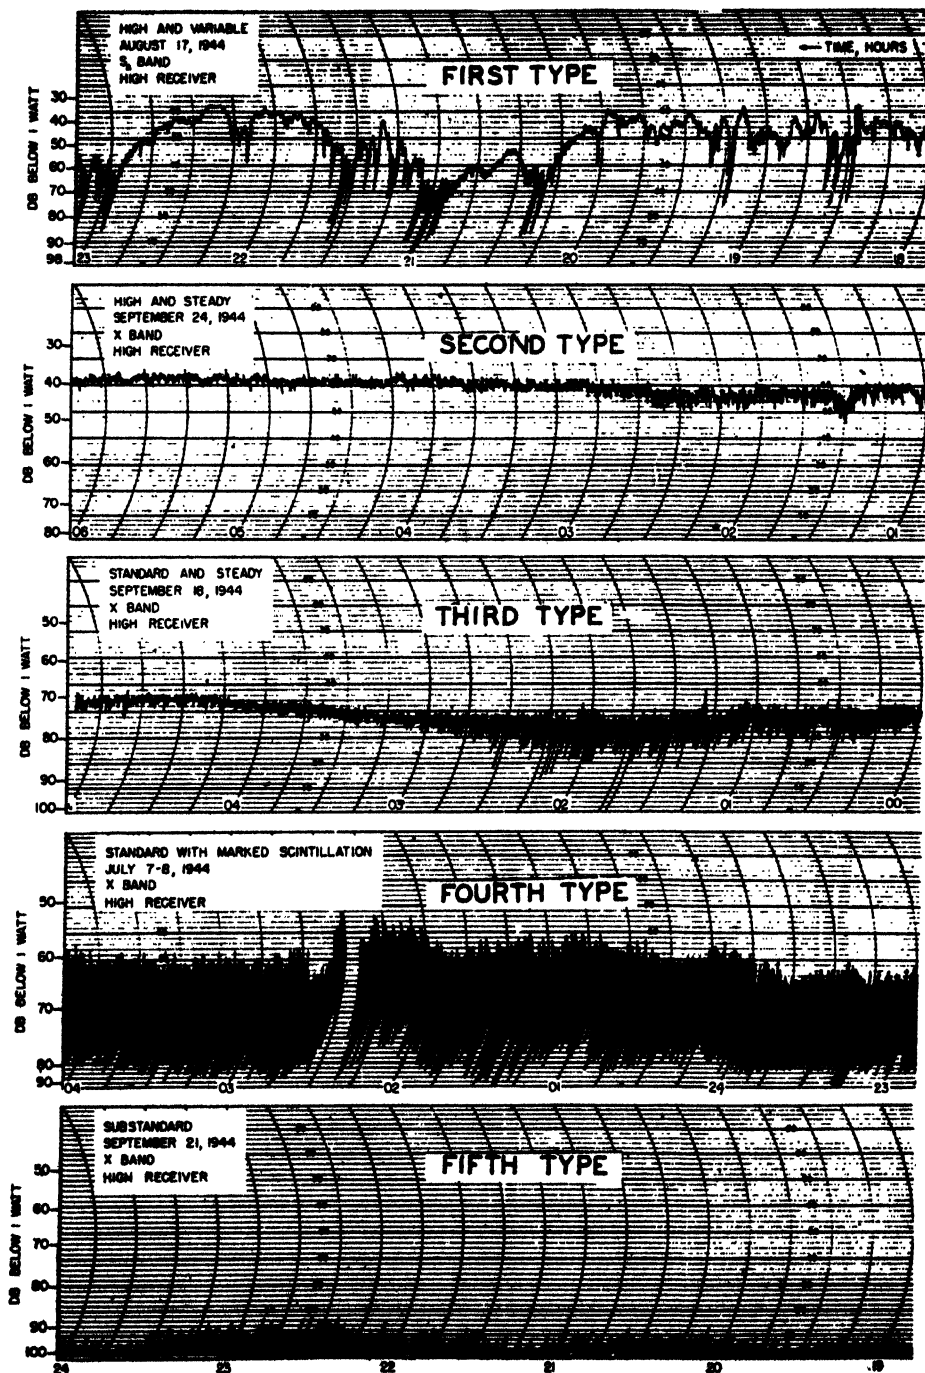 HIGH AND VARIABLE
AUGUST 17, 1944
BAND
HIGH RECEIVER
FIRST TYPE
TIME, HOURS
DB BELOW 1 WATT
30
40
50
60
70
80
90
98
23 22 21 20 19 18
HIGH AND STEADY
SEPTEMBER 24, 1944
X BAND
HIGH RECEIVER
SECOND TYPE
DB BELOW 1 WATT
30
40
50
60
70
80
06 05 04 03 02 01
STANDARD AND STEADY
SEPTEMBER 18, 1944
X BAND
HIGH RECEIVER
THIRD TYPE
DB BELOW 1 WATT
50
60
70
80
90
100
04 03 02 01 00
STANDARD WITH MARKED SCINTILLATION
JULY 7-8, 1944
X BAND
HIGH RECEIVER
FOURTH TYPE
DB BELOW 1 WATT
50
60
70
80
90
04 03 02 01 24 23
SUBSTANDARD
SEPTEMBER 21, 1944
X BAND
HIGH RECEIVER
FIFTH TYPE
DB BELOW 1 WATT
50
60
70
80
90
100
24 23 22 21 20 19